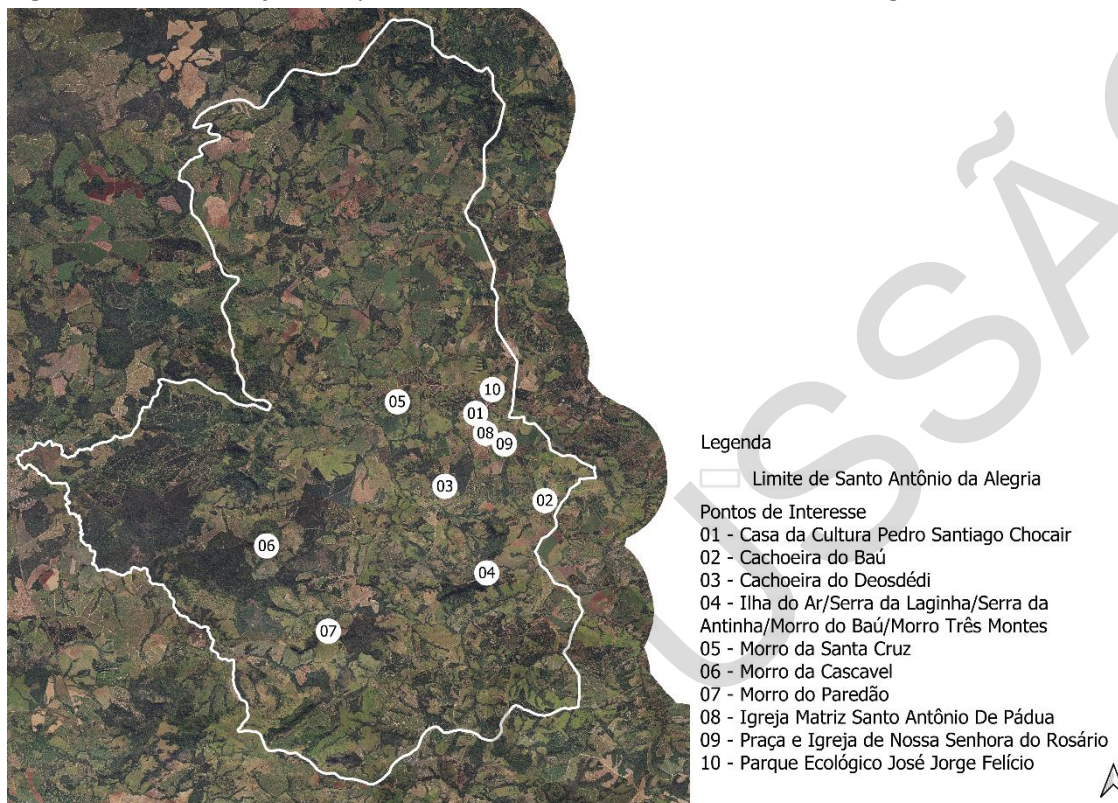 10
05
01
08
09
03
02
06
04
07
USSÃ
Legenda
Limite de Santo Antônio da Alegria
Pontos de Interesse
01 - Casa da Cultura Pedro Santiago Chocair
02 - Cachoeira do Baú
03 - Cachoeira do Deosdédi
04 - Ilha do Ar/Serra da Laginha/Serra da
Antinha/Morro do Baú/Morro Três Montes
05 - Morro da Santa Cruz
06 - Morro da Cascavel
07 - Morro do Paredão
08 - Igreja Matriz Santo Antônio De Pádua
09 - Praça e Igreja de Nossa Senhora do Rosário
10 - Parque Ecológico José Jorge Felício